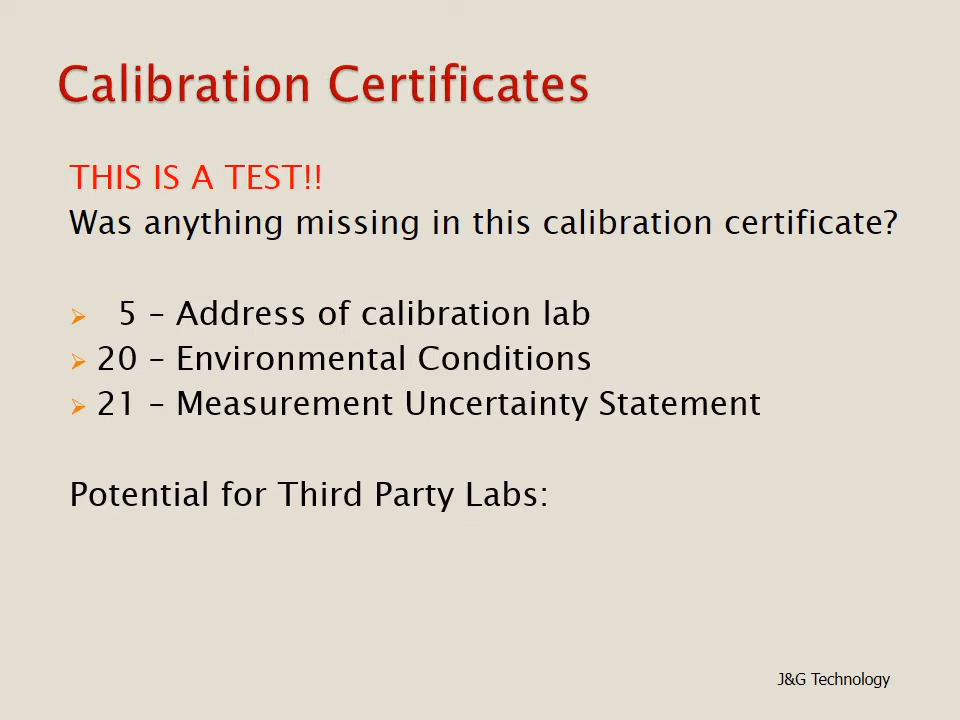 Calibration Certificates
THIS IS A TEST!!
Was anything missing in this calibration certificate?
➢ 5 – Address of calibration lab
➢ 20 – Environmental Conditions
➢ 21 – Measurement Uncertainty Statement
Potential for Third Party Labs:
J&G Technology